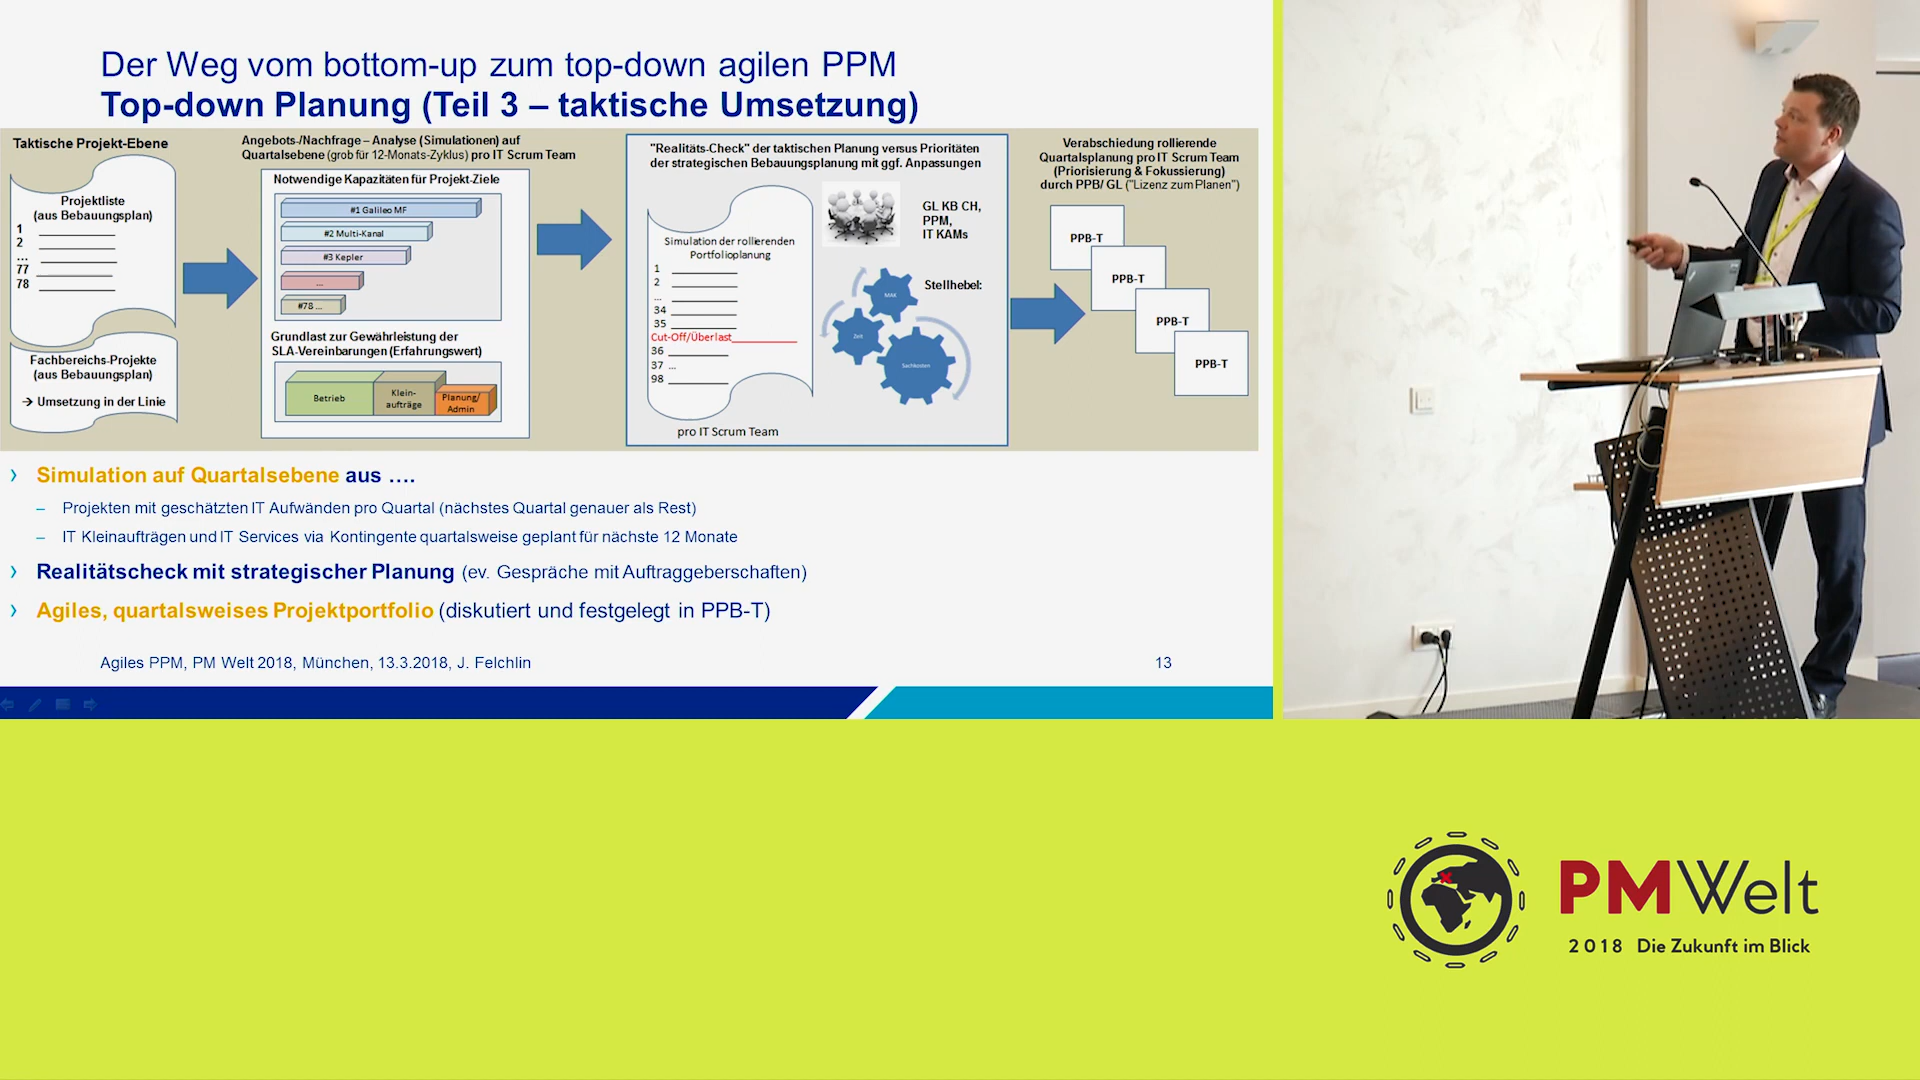 Der Weg vom bottom-up zum top-down agilen PPM
Top-down Planung (Teil 3 – taktische Umsetzung)
Taktische Projekt-Ebene
Projektliste
(aus Bebauungsplan)
1
2
...
77
78
Fachbereichs-Projekte
(aus Bebauungsplan)
→ Umsetzung in der Linie
Angebots-/Nachfrage – Analyse (Simulationen) auf
Quartalsebene (grob für 12-Monats-Zyklus) pro IT Scrum Team
Notwendige Kapazitäten für Projekt-Ziele
#1 Galileo MF
#2 Multi-Kanal
#3 Kepler
...
#78 ...
Grundlast zur Gewährleistung der
SLA-Vereinbarungen (Erfahrungswert)
Betrieb
Klein-
aufträge
Planung/
Admin
"Realitäts-Check" der taktischen Planung versus Prioritäten
der strategischen Bebauungsplanung mit ggf. Anpassungen
Simulation der rollierenden
Portfolioplanung
1
2
...
34
35
Cut-Off/Überlast
36
37 ...
98
pro IT Scrum Team
GL KB CH,
PPM,
IT KAMs
Stellhebel:
MAK
Zeit
Sachkosten
Verabschiedung rollierende
Quartalsplanung pro IT Scrum Team
(Priorisierung & Fokussierung)
durch PPB/ GL ("Lizenz zum Planen")
PPB-T
PPB-T
PPB-T
PPB-T
› Simulation auf Quartalsebene aus ....
– Projekten mit geschätzten IT Aufwänden pro Quartal (nächstes Quartal genauer als Rest)
– IT Kleinaufträgen und IT Services via Kontingente quartalsweise geplant für nächste 12 Monate
› Realitätscheck mit strategischer Planung (ev. Gespräche mit Auftraggeberschaften)
› Agiles, quartalsweises Projektportfolio (diskutiert und festgelegt in PPB-T)
Agiles PPM, PM Welt 2018, München, 13.3.2018, J. Felchlin
13
PMWelt
2018 Die Zukunft im Blick